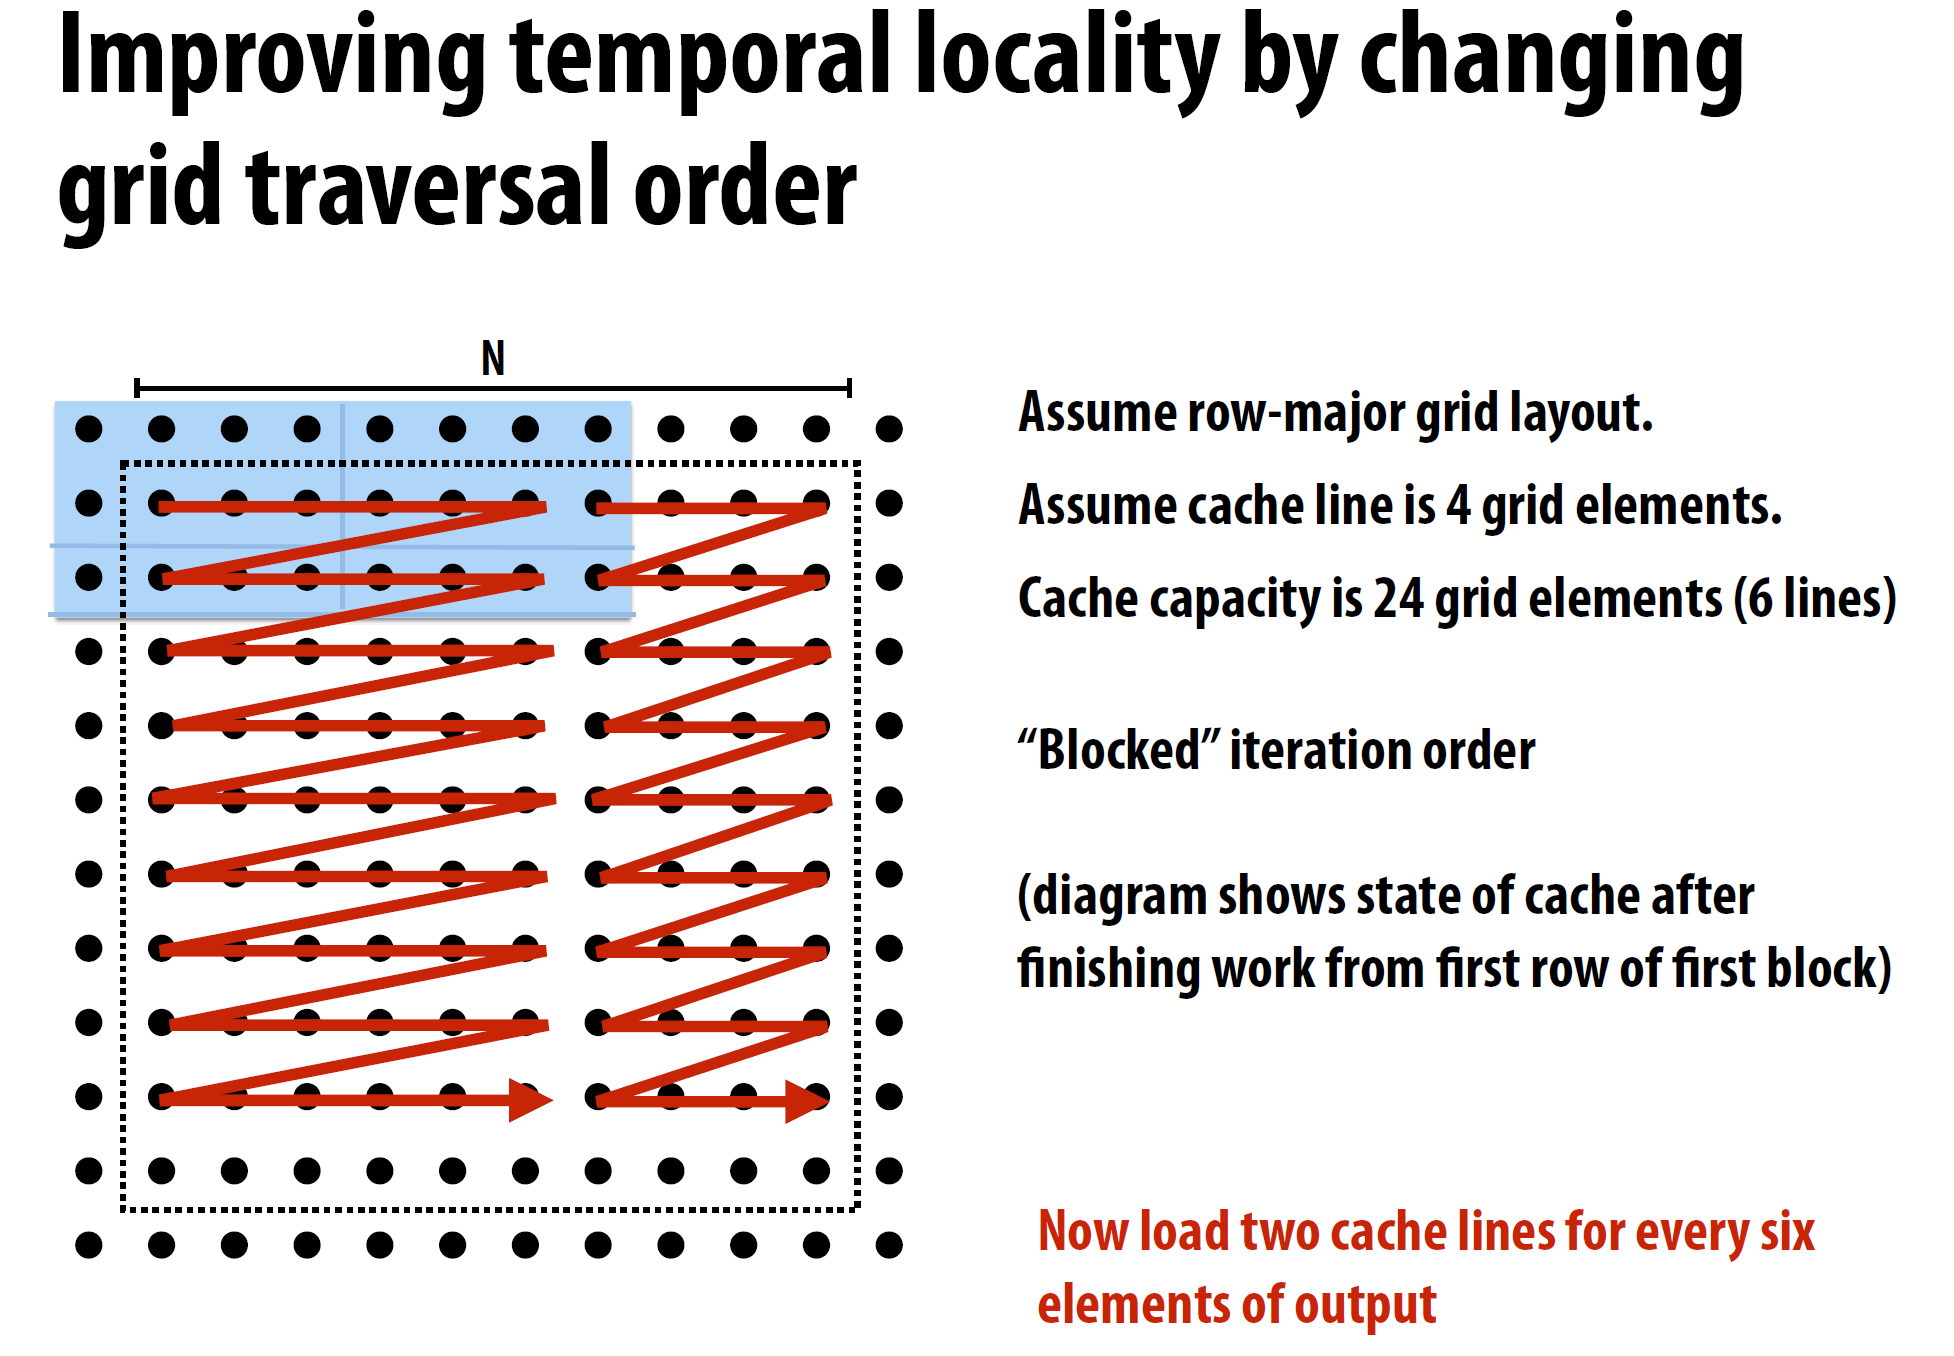 Improving temporal locality by changing
grid traversal order
N
Assume row-major grid layout.
Assume cache line is 4 grid elements.
Cache capacity is 24 grid elements (6 lines)
“Blocked” iteration order
(diagram shows state of cache after
finishing work from first row of first block)
Now load two cache lines for every six
elements of output